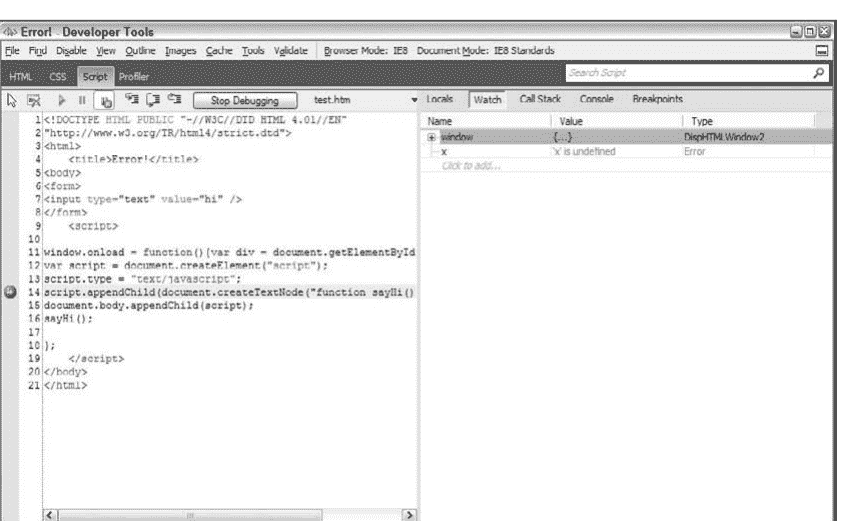 Error! - Developer Tools
File Find Disable View Outline Images Cache Tools Validate Browser Mode: IE8 Document Mode: IE8 Standards
HTML CSS Script Profiler
Search Script
Stop Debugging test.htm
Locals Watch Call Stack Console Breakpoints
1 <!DOCTYPE HTML PUBLIC "-//W3C//DTD HTML 4.01//EN"
2 "http://www.w3.org/TR/html4/strict.dtd">
3 <html>
4 <title>Error!</title>
5 <body>
6 <form>
7 <input type="text" value="hi" />
8 </form>
9 <script>
10
11 window.onload = function(){var div = document.getElementById
12 var script = document.createElement("script");
13 script.type = "text/javascript";
14 script.appendChild(document.createTextNode("function sayHi()
15 document.body.appendChild(script);
16 sayHi();
17
18 };
19 </script>
20 </body>
21 </html>
Name Value Type
window {...} DispHTMLWindow2
x 'x' is undefined Error
Click to add...